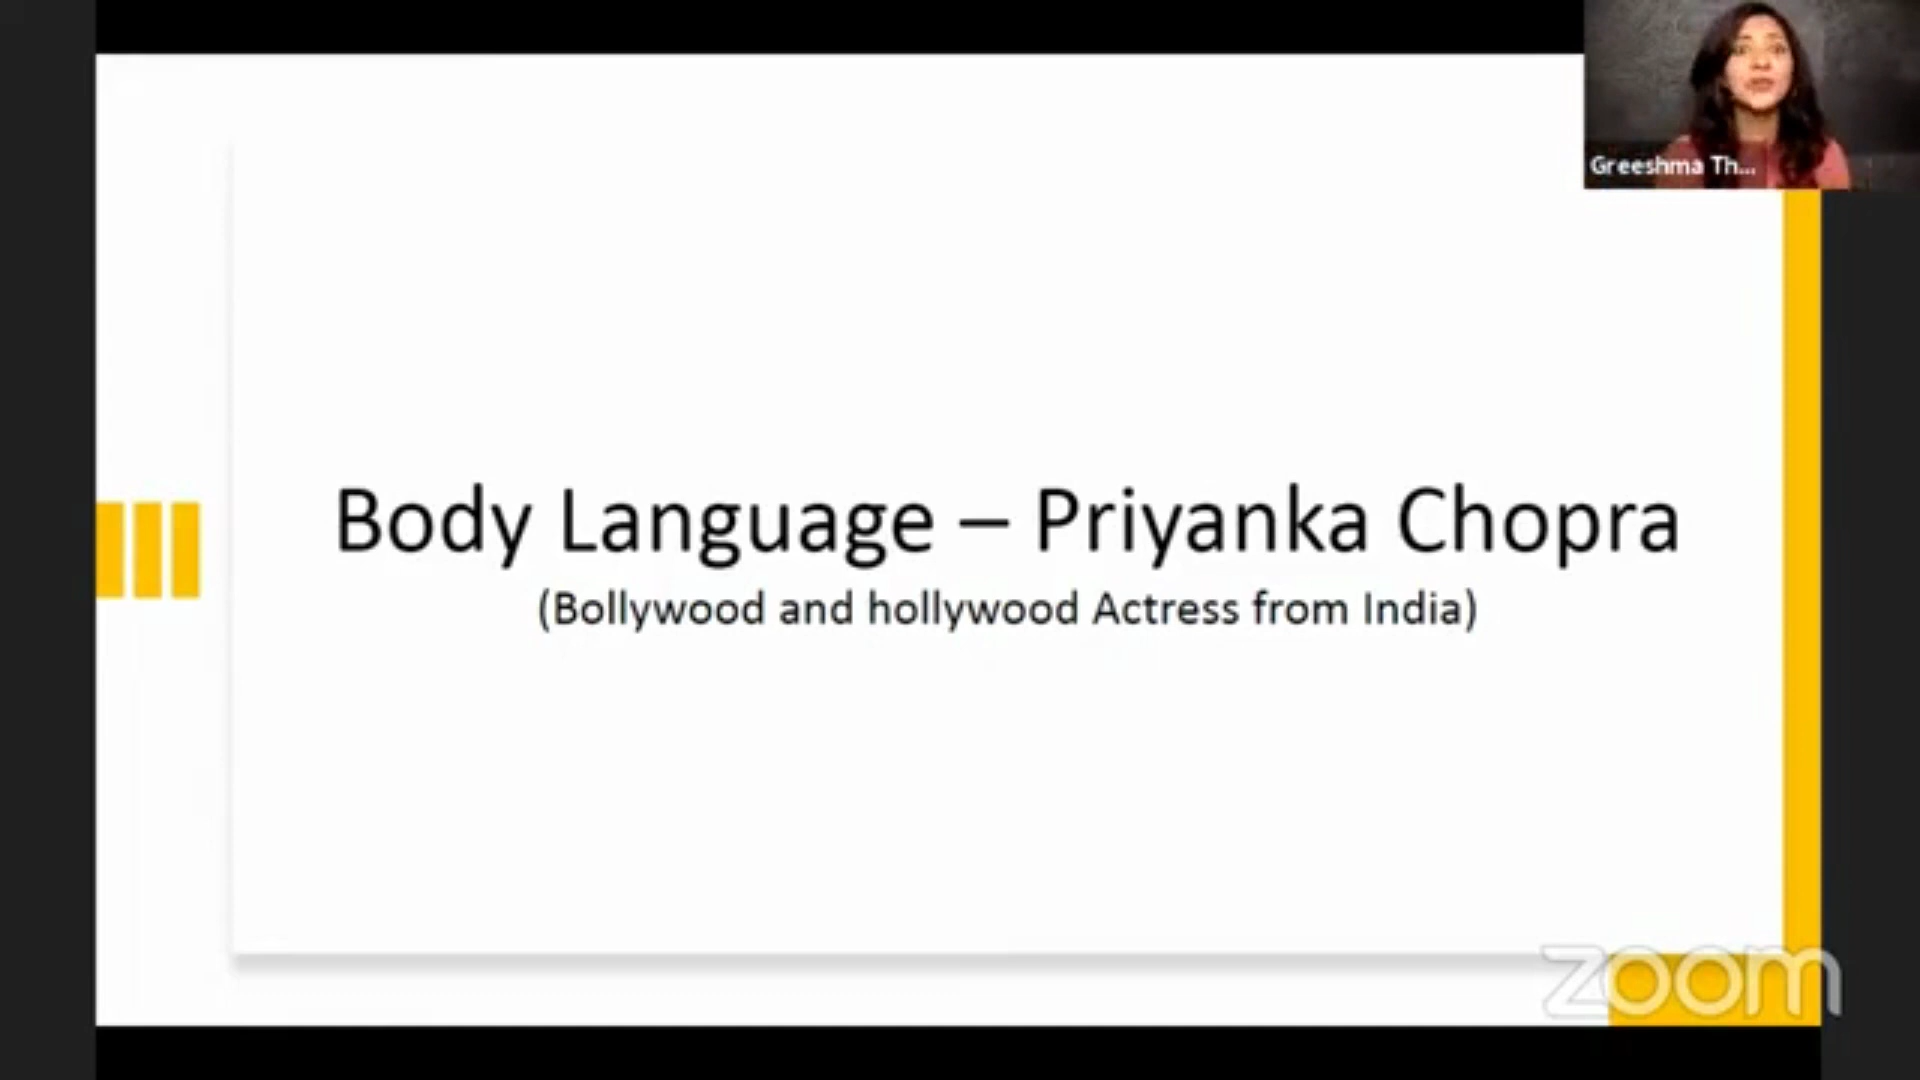 Greeshma Th...
Body Language – Priyanka Chopra
(Bollywood and hollywood Actress from India)
zoom